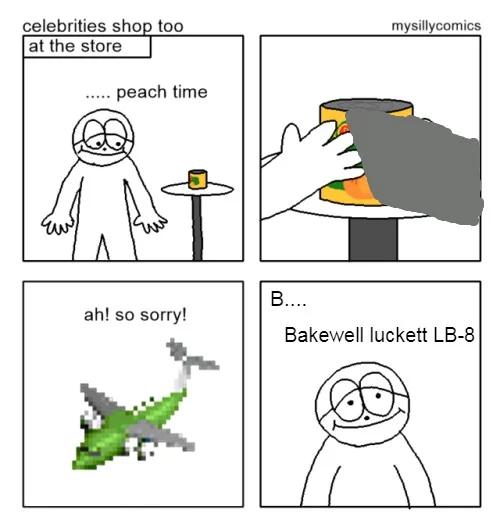 celebrities shop too
mysillycomics
at the store
..... peach time
ah! so sorry!
B....
Bakewell luckett LB-8